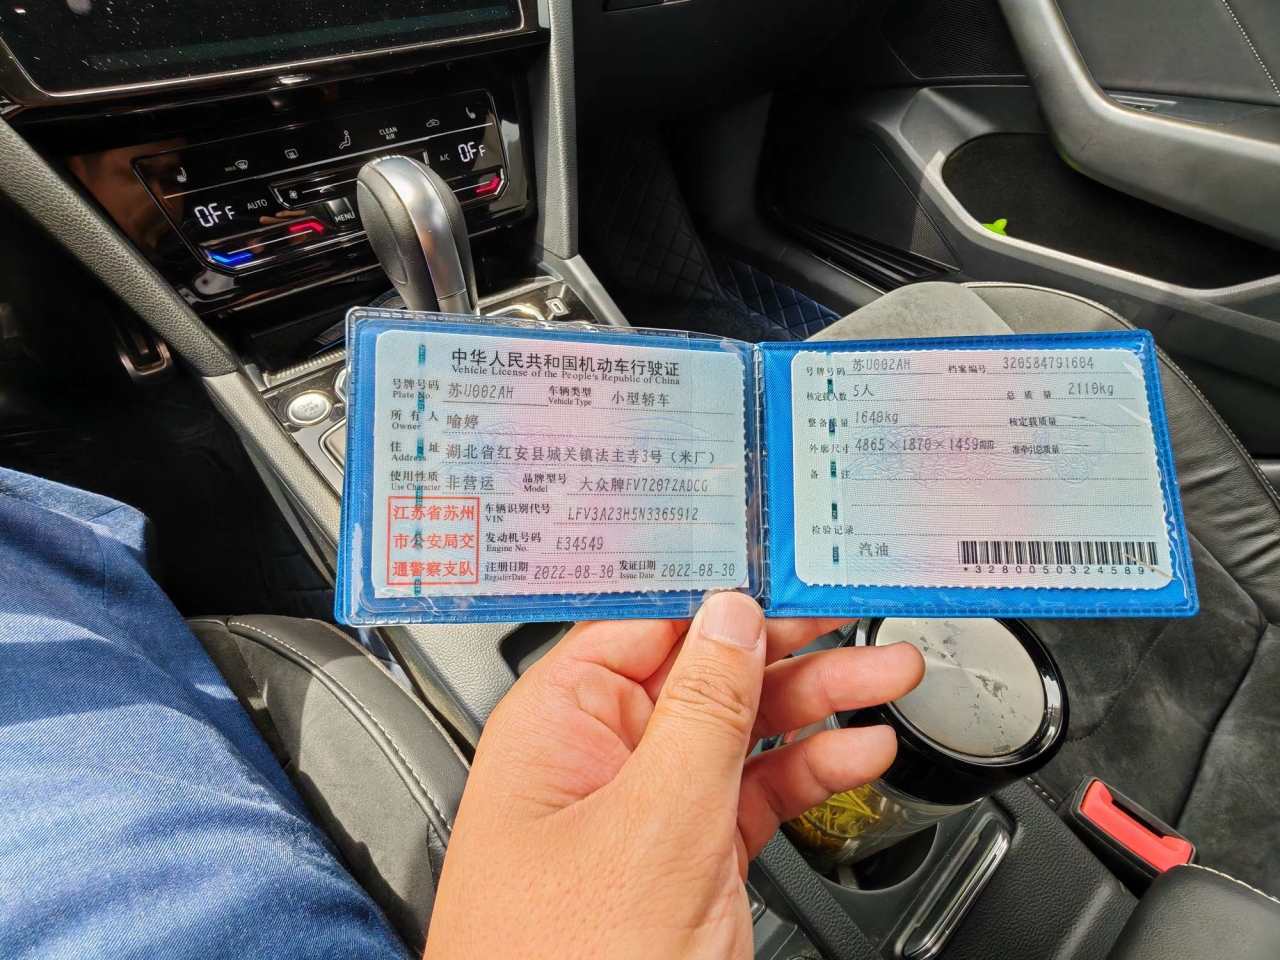 MAX
CLEAN AIR
A/C
OFF
OFF
AUTO
MENU
中华人民共和国机动车行驶证
Vehicle License of the People's Republic of China
号牌号码 苏U002AH 车辆类型 小型轿车
Plate No. Vehicle Type
所有人 喻婷
Owner
住址 湖北省红安县城关镇法主寺3号（米厂）
Address
使用性质 非营运 品牌型号 大众牌FV7207ZADCG
Use Character Model
江苏省苏州
市公安局交
通警察支队
车辆识别代号 LFV3A23H5N3365912
VIN
发动机号码 E34549
Engine No.
注册日期 2022-08-30 发证日期 2022-08-30
Register Date Issue Date
号牌号码 苏U002AH 档案编号 320584791604
核定载人数 5人 总质量 2110kg
整备质量 1640kg 核定载质量
外廓尺寸 4865×1870×1459mm 准牵引总质量
备注
检验记录
汽油
*3280050324589*